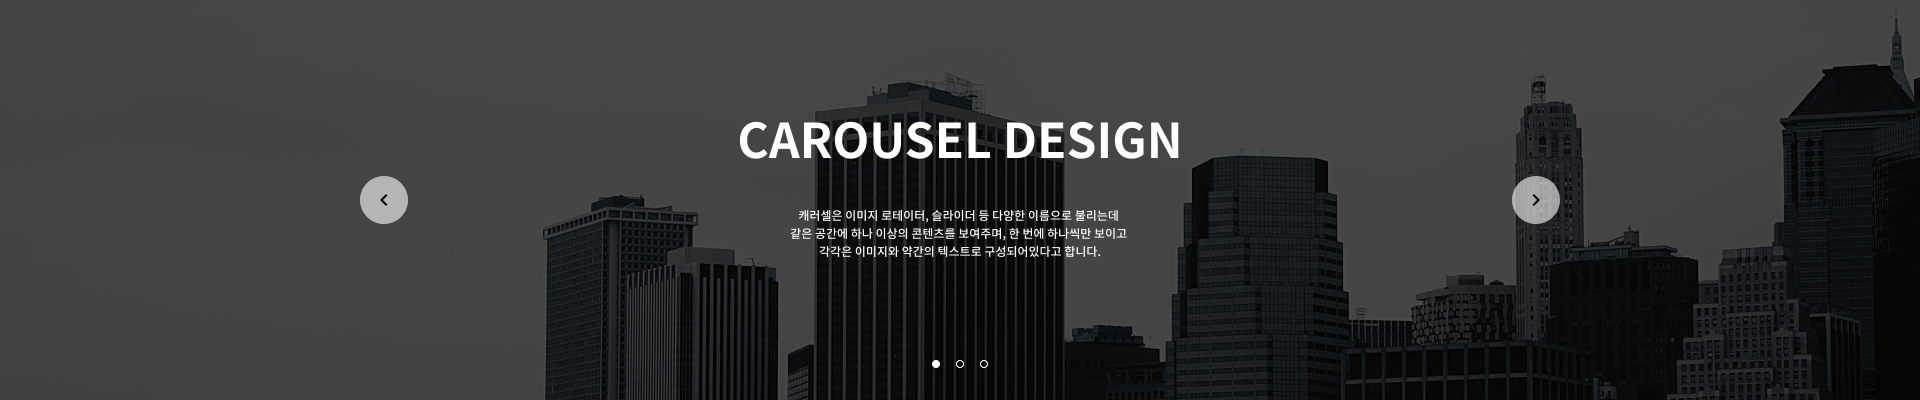 CAROUSEL DESIGN
캐러셀은 이미지 로테이터, 슬라이더 등 다양한 이름으로 불리는데
같은 공간에 하나 이상의 콘텐츠를 보여주며, 한 번에 하나씩만 보이고
각각은 이미지와 약간의 텍스트로 구성되어있다고 합니다.